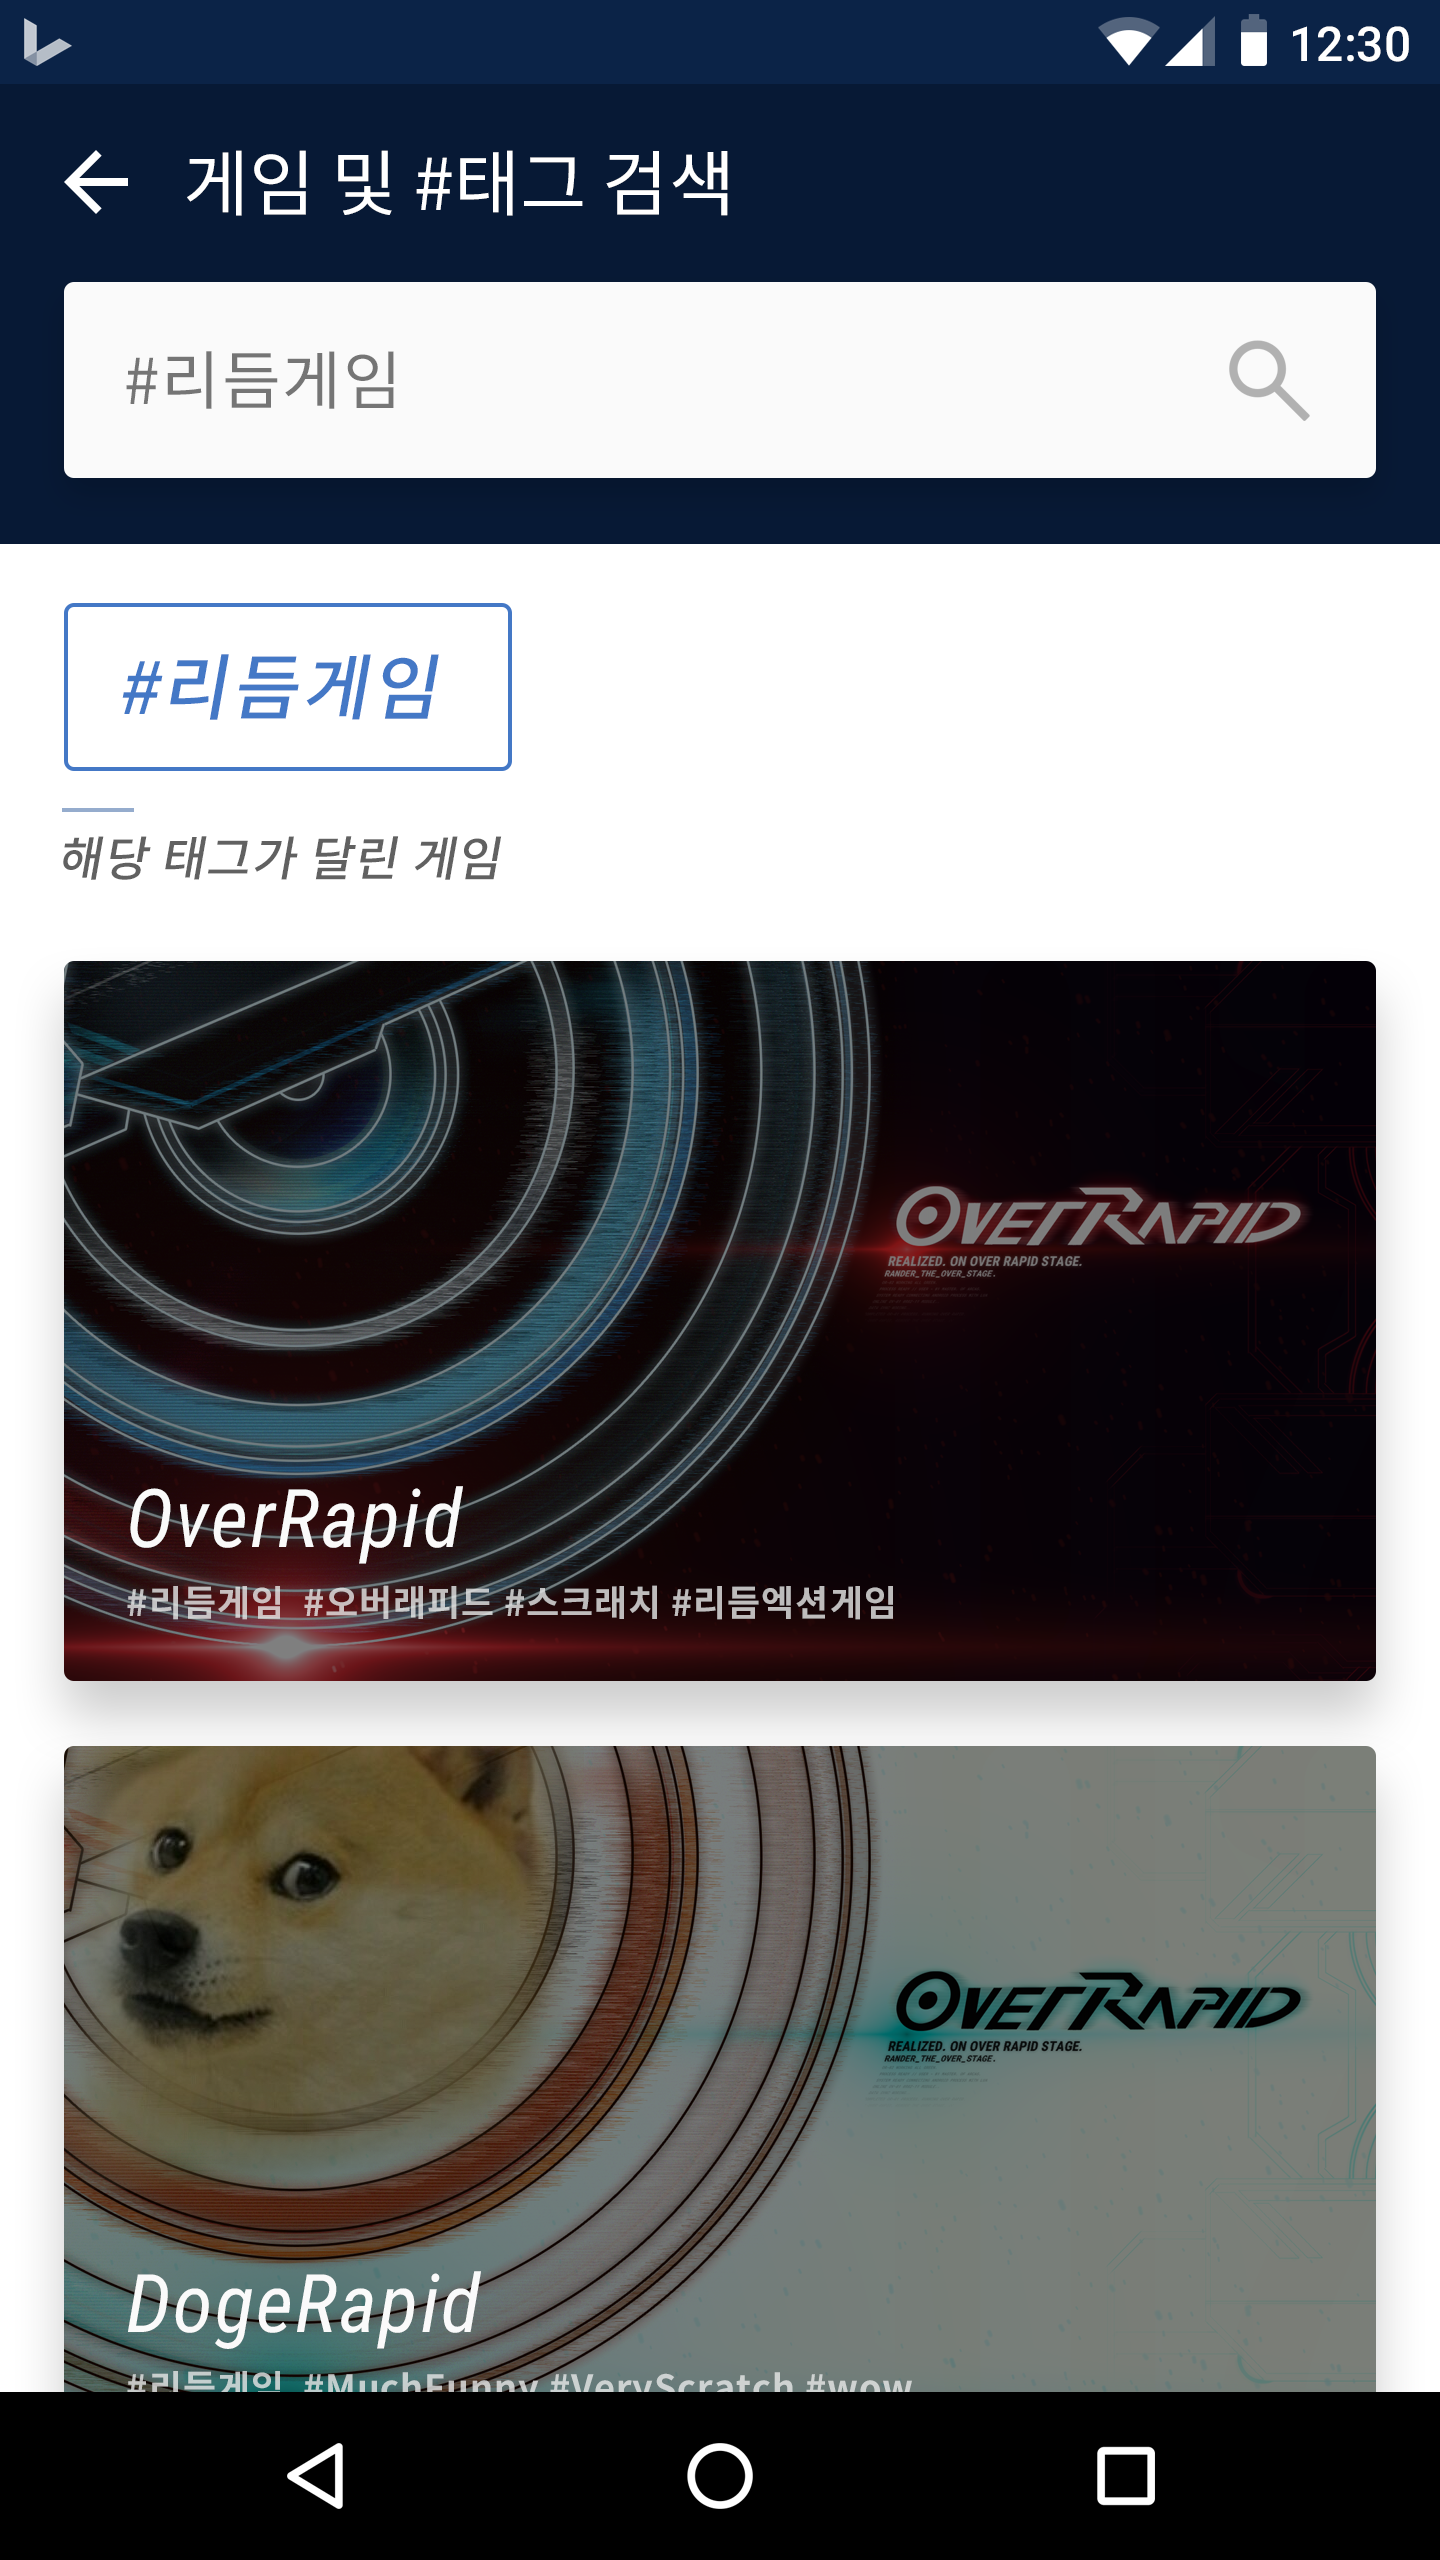 12:30
게임 및 #태그 검색
#리듬게임
#리듬게임
해당 태그가 달린 게임
OVERRAPID
REALIZED. ON OVER RAPID STAGE.
RANDER_THE_OVER_STAGE.
OverRapid
#리듬게임 #오버래피드 #스크래치 #리듬엑션게임
OVERRAPID
REALIZED. ON OVER RAPID STAGE.
RANDER_THE_OVER_STAGE.
DogeRapid
#리듬게임 #MuchFunny #VeryScratch #wow